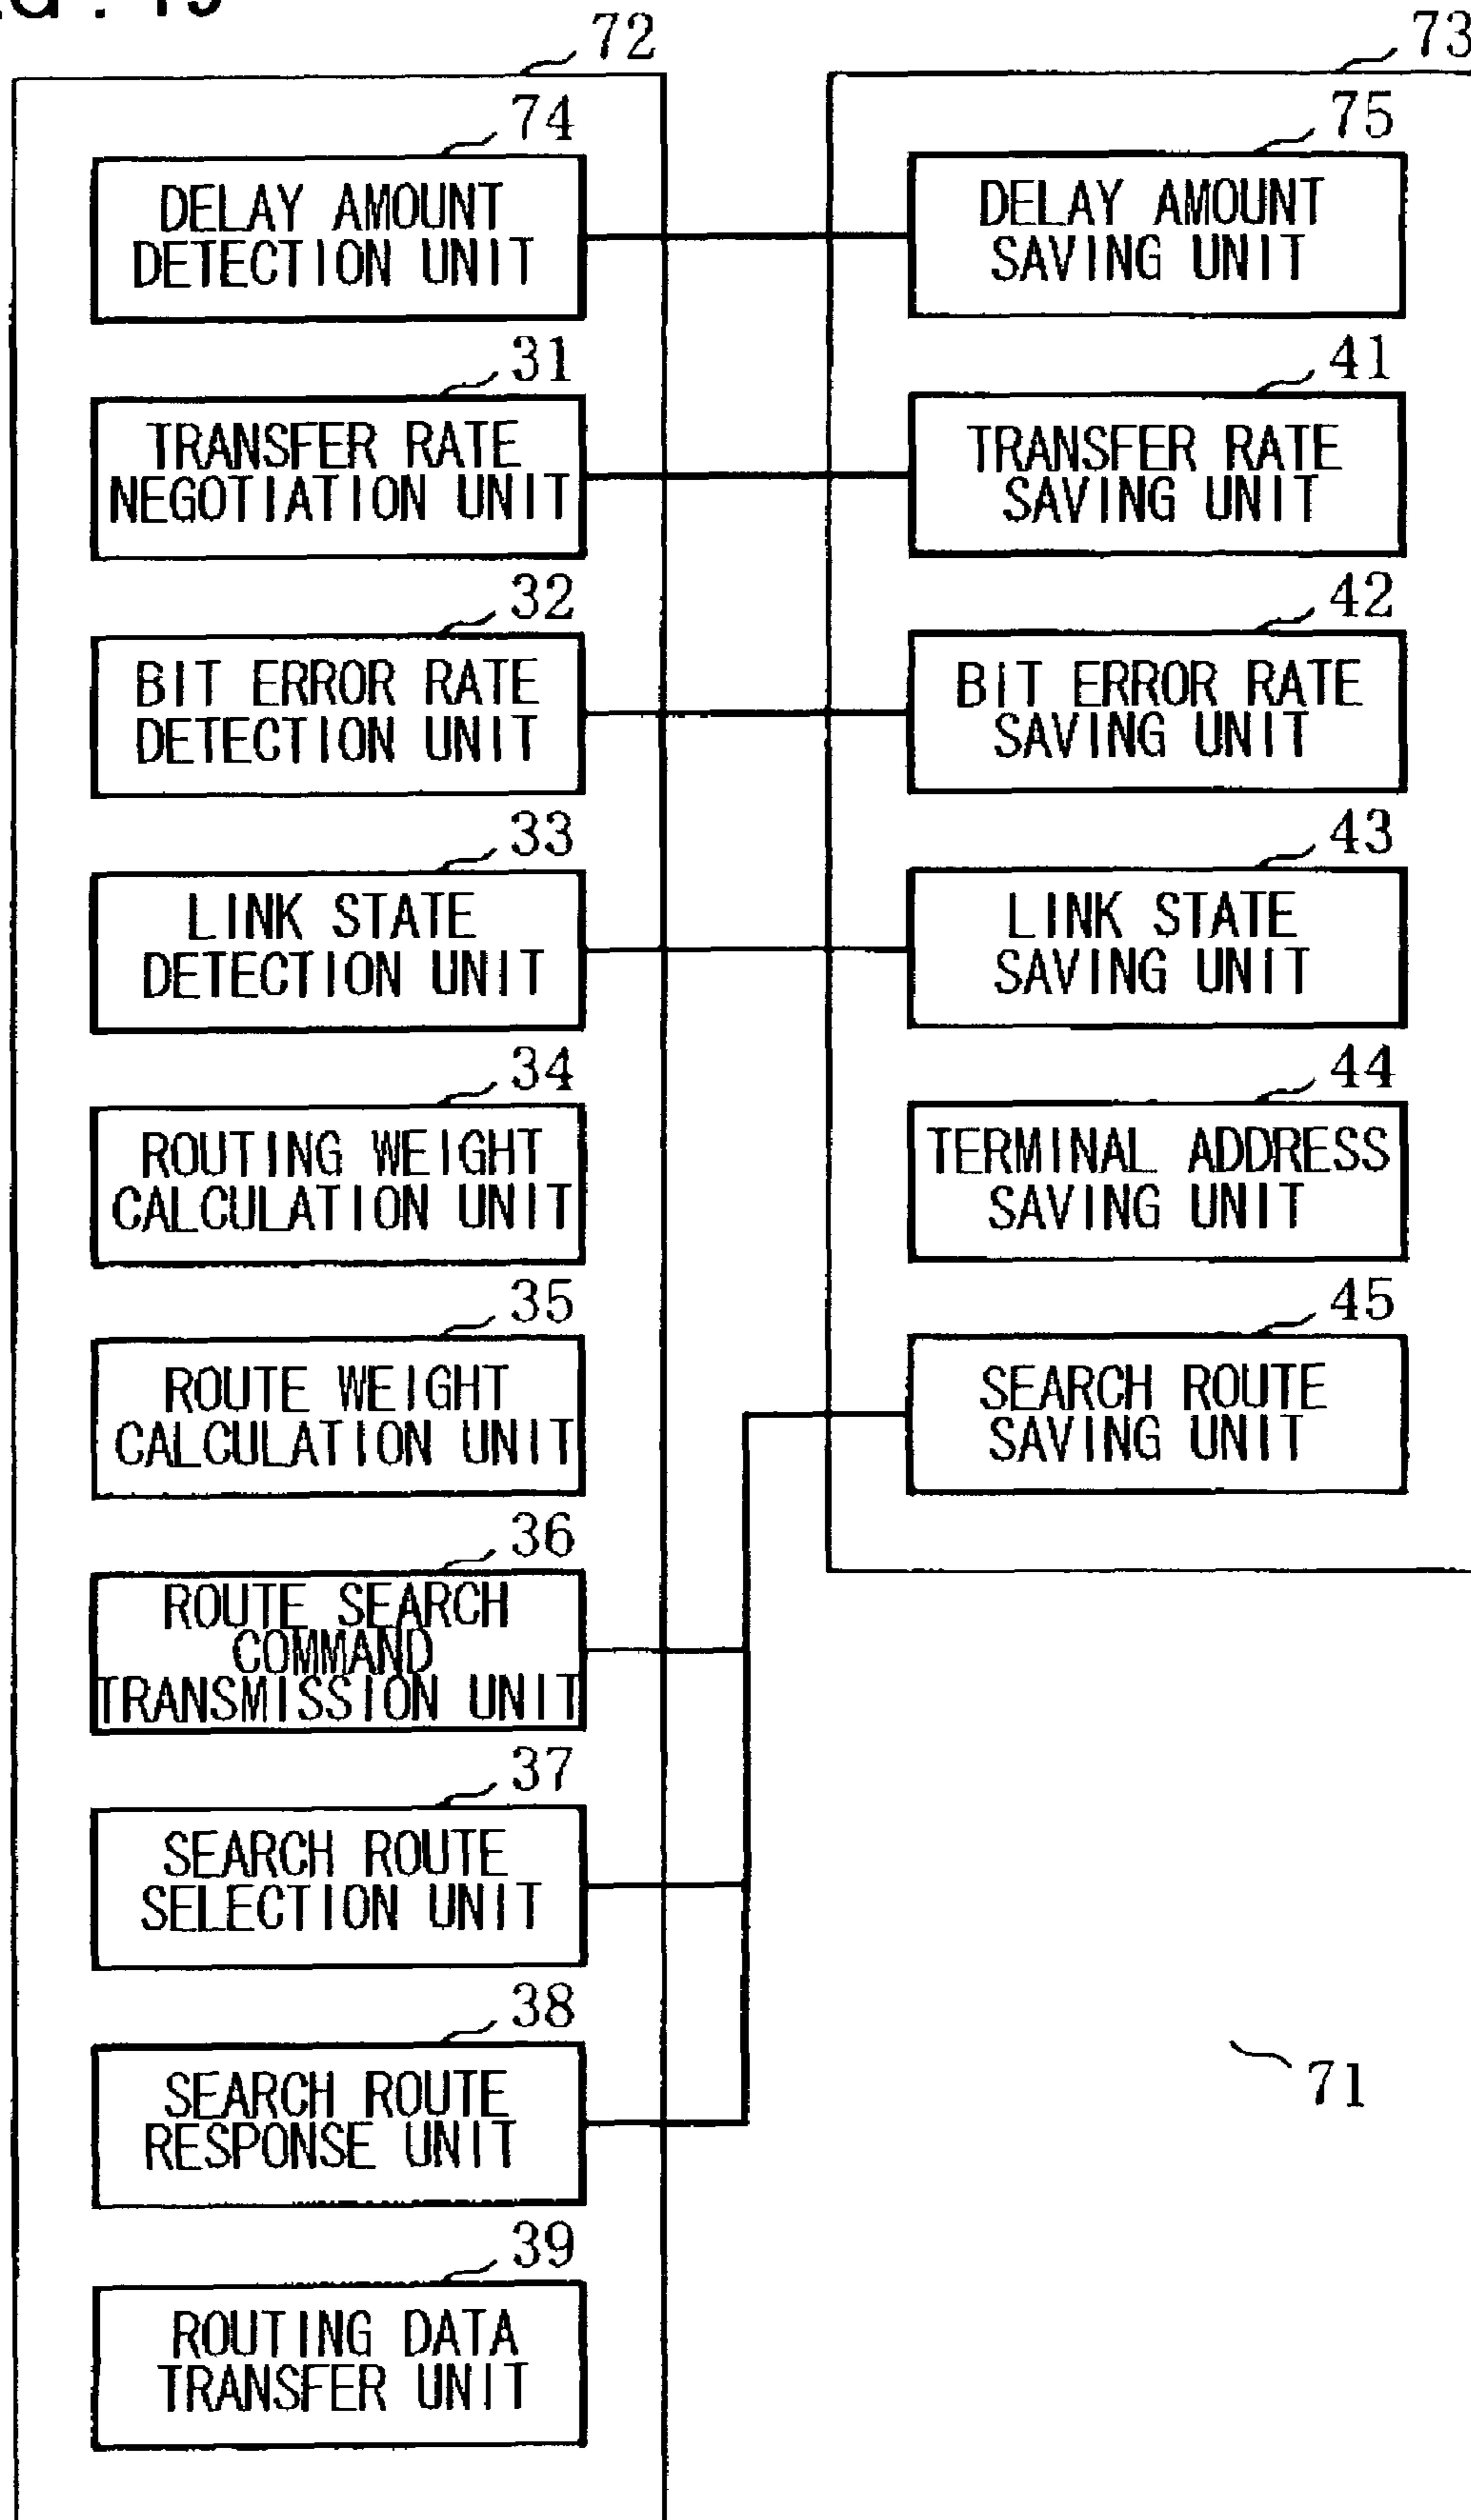 72
73
74
DELAY AMOUNT
DETECTION UNIT
75
DELAY AMOUNT
SAVING UNIT
31
TRANSFER RATE
NEGOTIATION UNIT
41
TRANSFER RATE
SAVING UNIT
32
BIT ERROR RATE
DETECTION UNIT
42
BIT ERROR RATE
SAVING UNIT
33
LINK STATE
DETECTION UNIT
43
LINK STATE
SAVING UNIT
34
ROUTING WEIGHT
CALCULATION UNIT
44
TERMINAL ADDRESS
SAVING UNIT
35
ROUTE WEIGHT
CALCULATION UNIT
45
SEARCH ROUTE
SAVING UNIT
36
ROUTE SEARCH
COMMAND
TRANSMISSION UNIT
37
SEARCH ROUTE
SELECTION UNIT
38
SEARCH ROUTE
RESPONSE UNIT
71
39
ROUTING DATA
TRANSFER UNIT